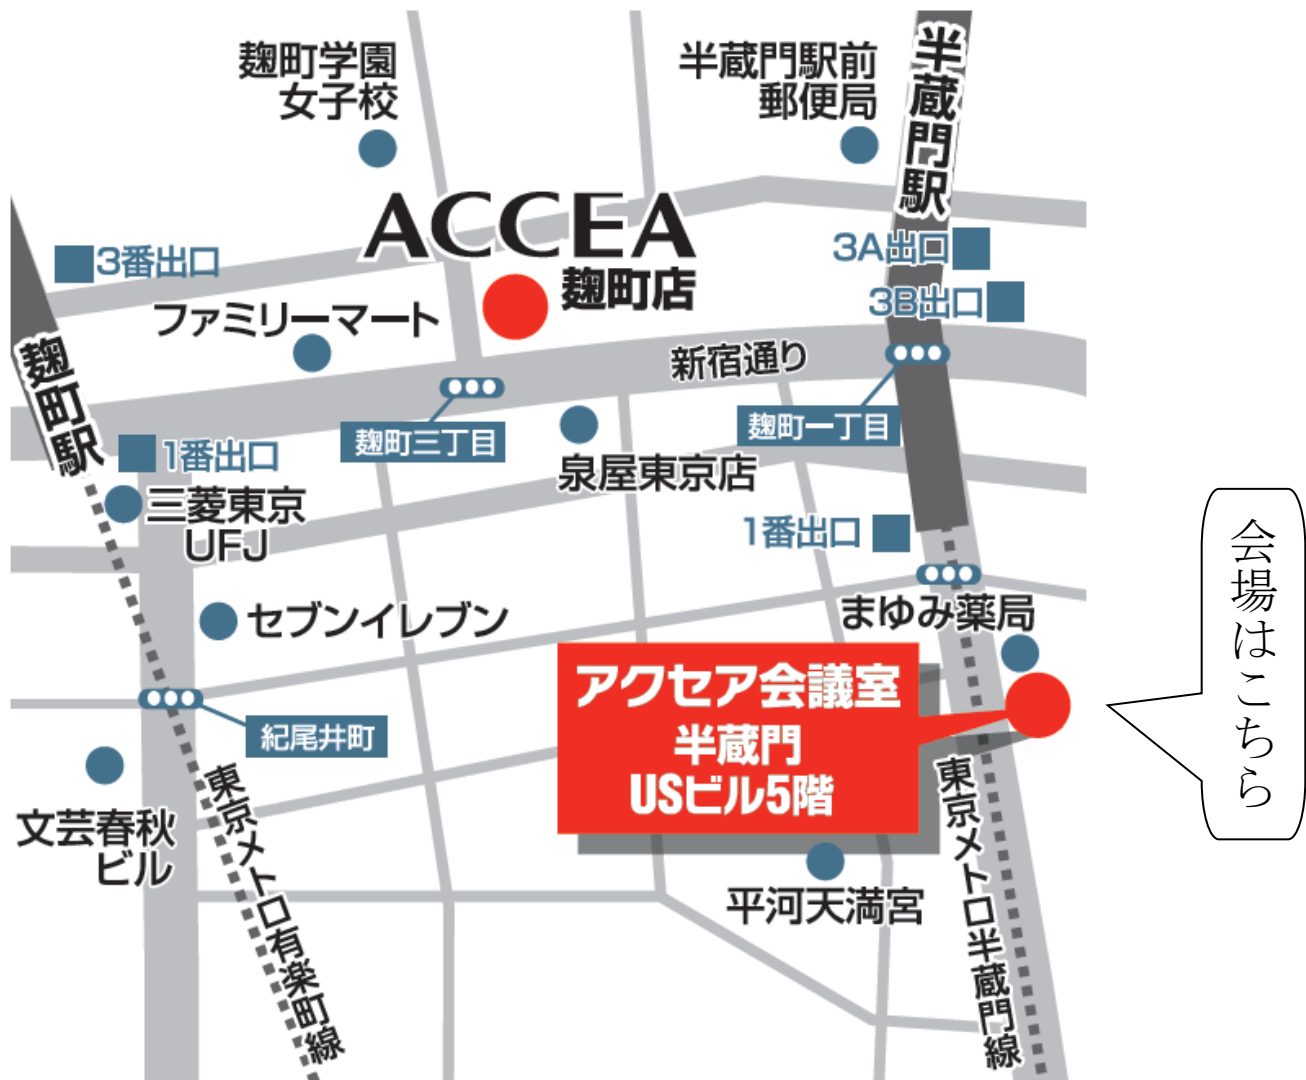 麹町学園
女子校
半蔵門駅前
郵便局
半蔵門駅
ACCEA
麹町店
3番出口
3A出口
3B出口
ファミリーマート
新宿通り
麹町駅
麹町三丁目
麹町一丁目
1番出口
泉屋東京店
三菱東京
UFJ
1番出口
セブンイレブン
まゆみ薬局
アクセア会議室
半蔵門
USビル5階
会場はこちら
紀尾井町
文芸春秋
ビル
東京メトロ有楽町線
平河天満宮
東京メトロ半蔵門線